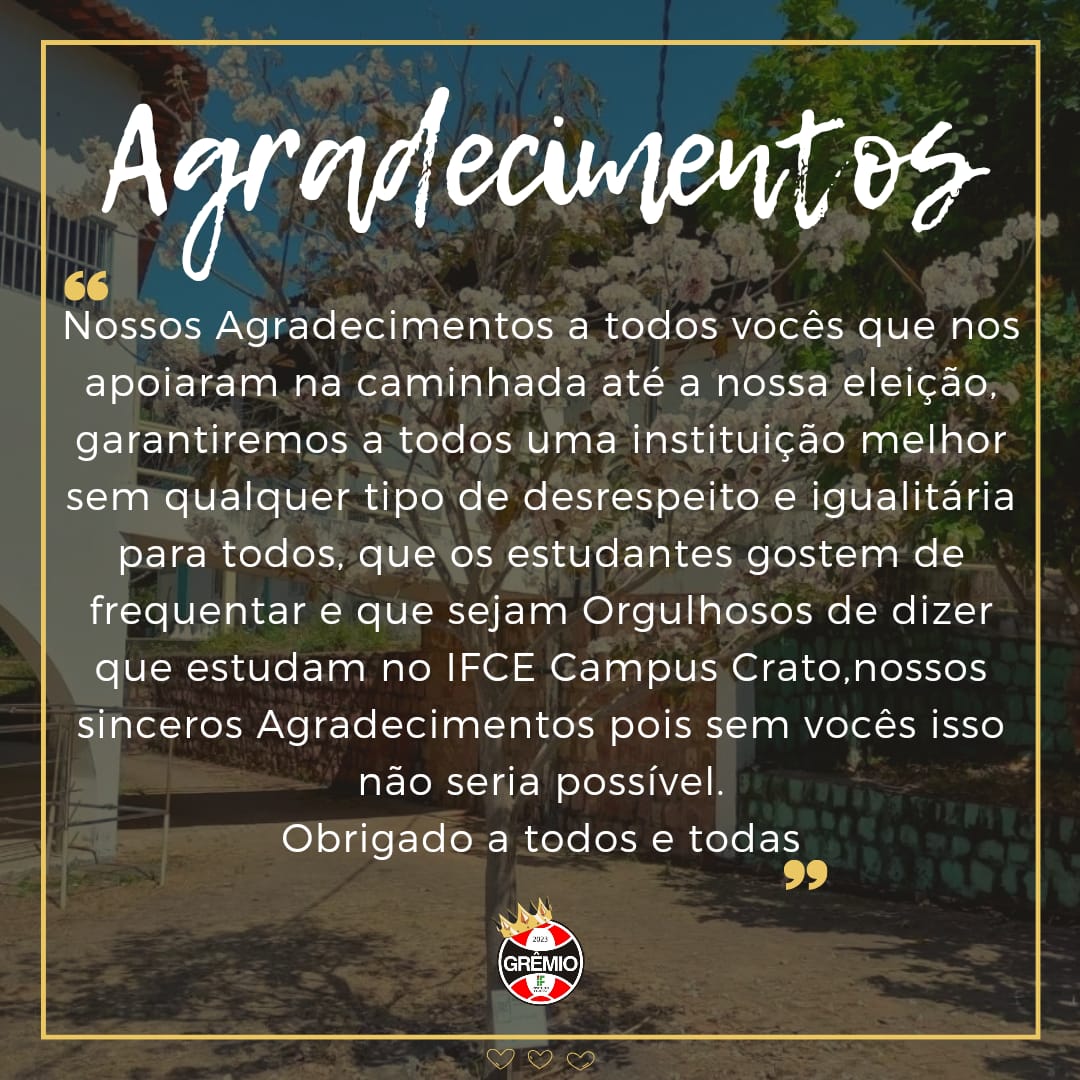 Agradecimentos
“
Nossos Agradecimentos a todos vocês que nos
apoiaram na caminhada até a nossa eleição,
garantiremos a todos uma instituição melhor
sem qualquer tipo de desrespeito e igualitária
para todos, que os estudantes gostem de
frequentar e que sejam Orgulhosos de dizer
que estudam no IFCE Campus Crato,nossos
sinceros Agradecimentos pois sem vocês isso
não seria possível.
Obrigado a todos e todas
”
2023
GRÊMIO
IF